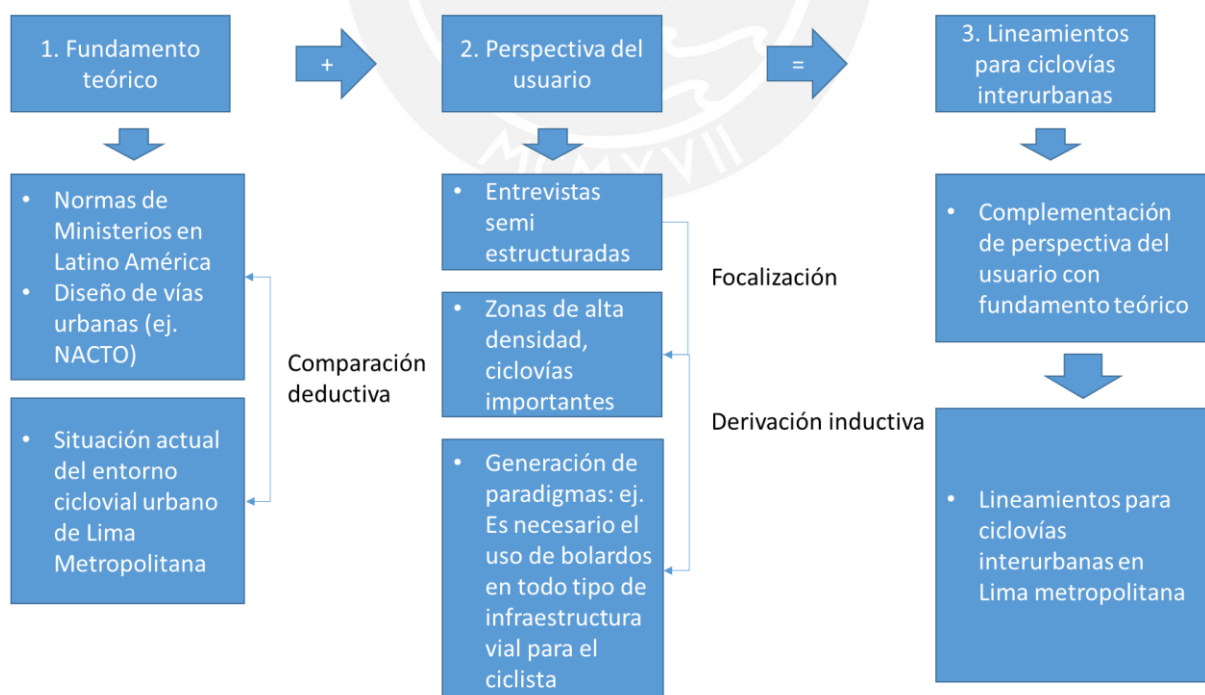 1. Fundamento
teórico
+
2. Perspectiva del
usuario
=
3. Lineamientos
para ciclovías
interurbanas
MCMXVII
• Normas de
Ministerios en
Latino América
• Diseño de vías
urbanas (ej.
NACTO)
• Situación actual
del entorno
ciclovial urbano
de Lima
Metropolitana
Comparación
deductiva
• Entrevistas
semi
estructuradas
• Zonas de alta
densidad,
ciclovías
importantes
• Generación de
paradigmas: ej.
Es necesario el
uso de bolardos
en todo tipo de
infraestructura
vial para el
ciclista
Focalización
Derivación inductiva
• Complementación
de perspectiva del
usuario con
fundamento teórico
• Lineamientos para
ciclovías
interurbanas en
Lima metropolitana